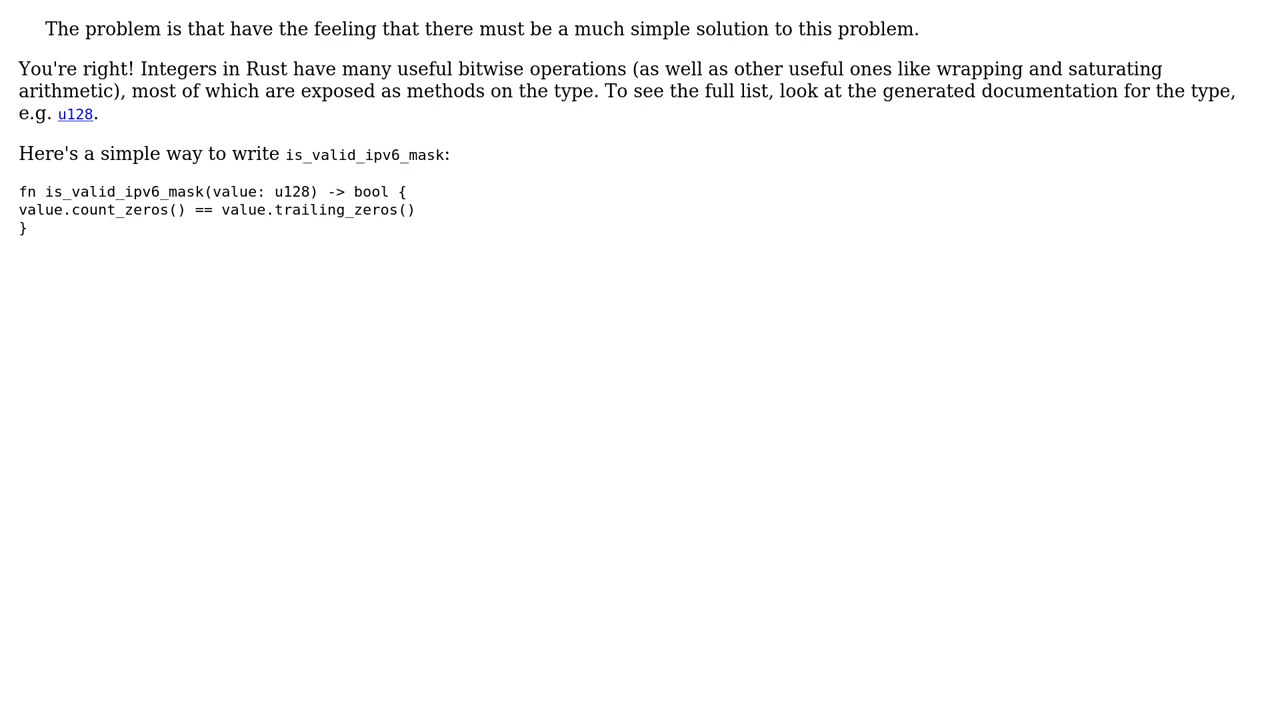 The problem is that have the feeling that there must be a much simple solution to this problem.
You're right! Integers in Rust have many useful bitwise operations (as well as other useful ones like wrapping and saturating
arithmetic), most of which are exposed as methods on the type. To see the full list, look at the generated documentation for the type,
e.g. u128.
Here's a simple way to write is_valid_ipv6_mask:
fn is_valid_ipv6_mask(value: u128) -> bool {
value.count_zeros() == value.trailing_zeros()
}